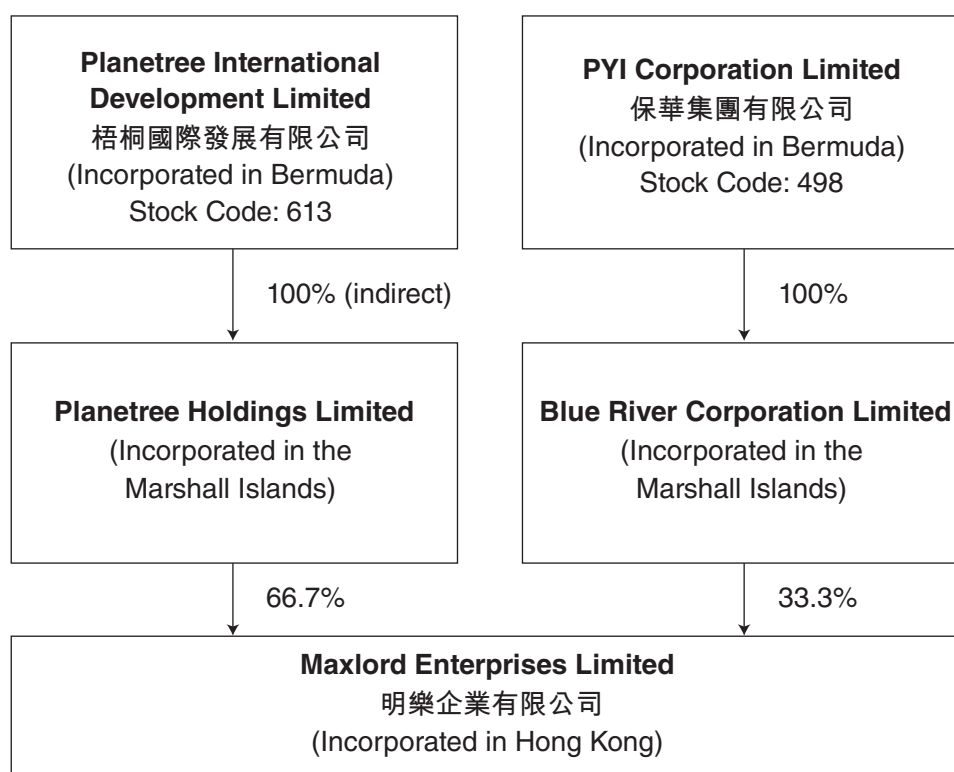 Planetree International
Development Limited
梧桐國際發展有限公司
(Incorporated in Bermuda)
Stock Code: 613
PYI Corporation Limited
保華集團有限公司
(Incorporated in Bermuda)
Stock Code: 498
100% (indirect)
100%
Planetree Holdings Limited
(Incorporated in the
Marshall Islands)
Blue River Corporation Limited
(Incorporated in the
Marshall Islands)
66.7%
33.3%
Maxlord Enterprises Limited
明樂企業有限公司
(Incorporated in Hong Kong)